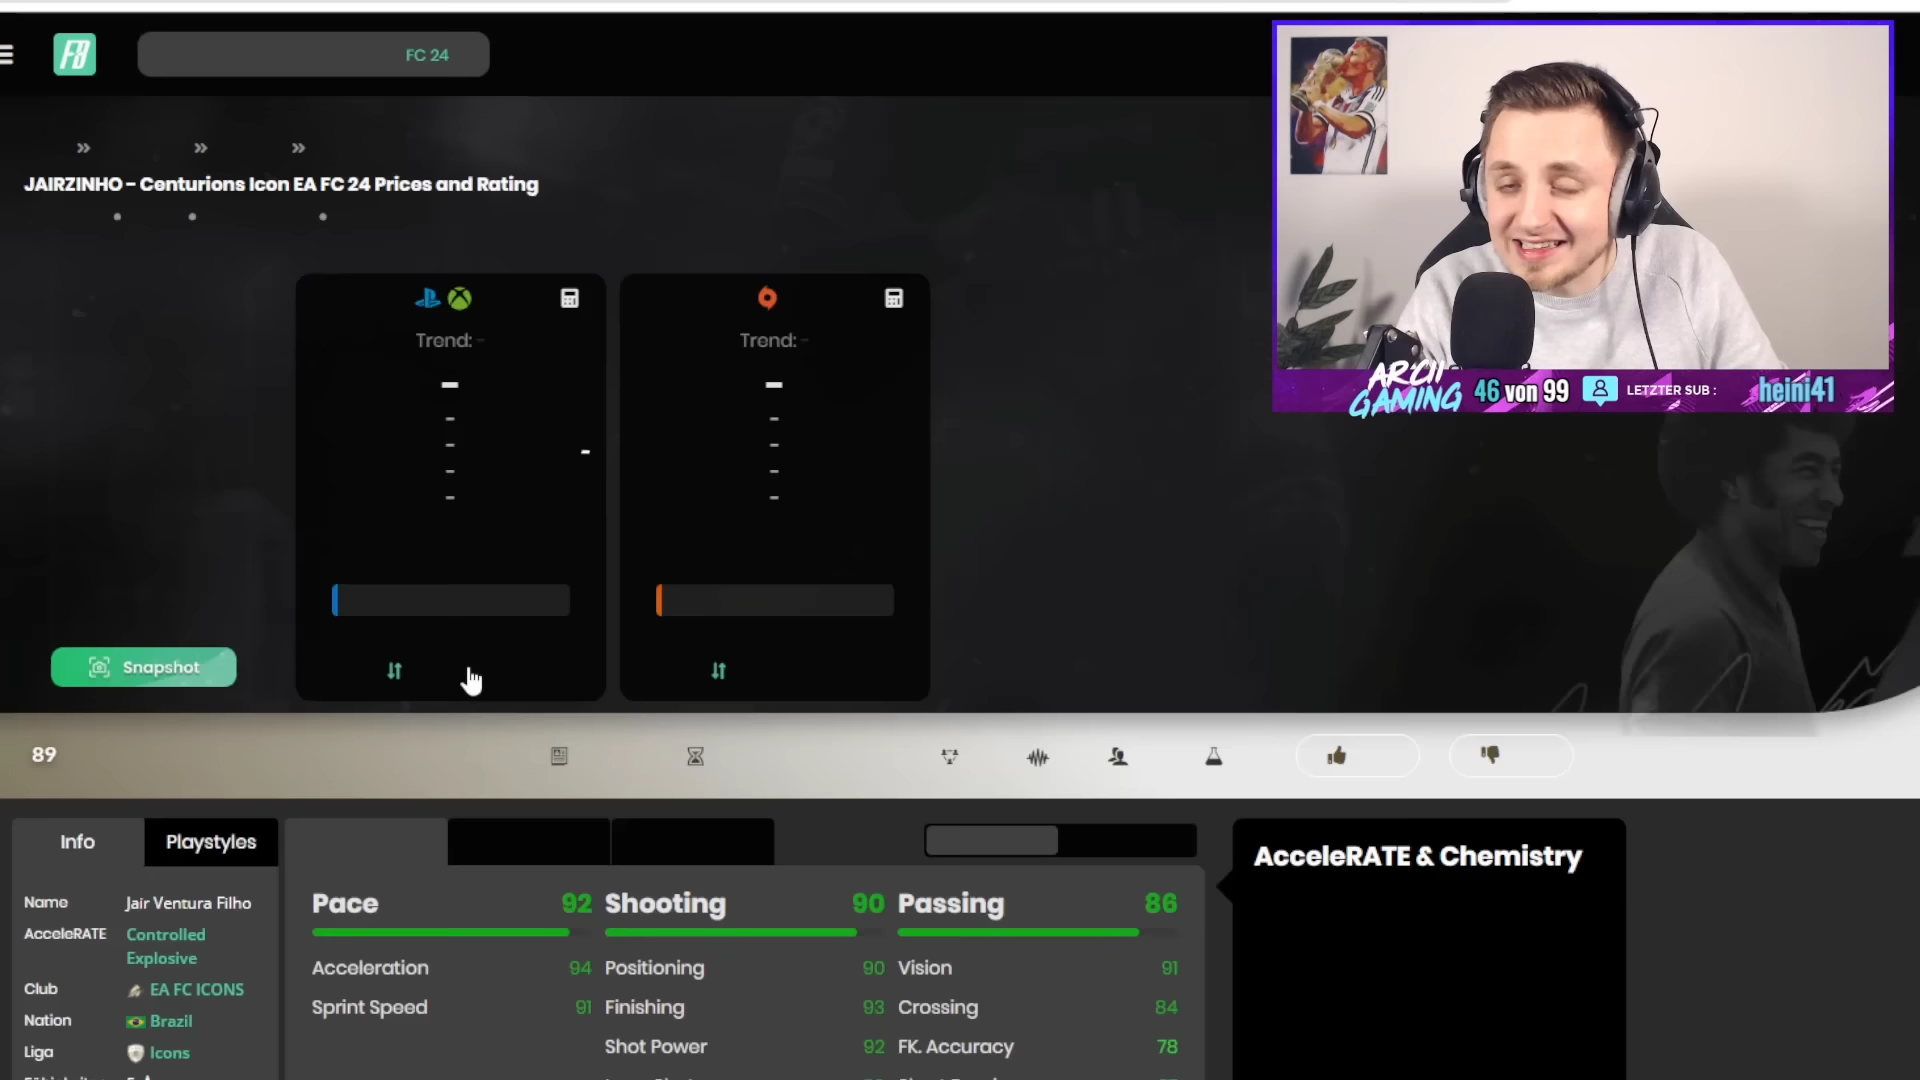 FC 24
JAIRZINHO - Centurions Icon EA FC 24 Prices and Rating
Trend: -
Trend: -
ARCII
GAMING
46 von 99
LETZTER SUB :
heini41
Snapshot
89
Info
Playstyles
Name
Jair Ventura Filho
AcceleRATE
Controlled
Explosive
Club
EA FC ICONS
Nation
Brazil
Liga
Icons
Pace 92
Acceleration 94
Sprint Speed 91
Shooting 90
Positioning 90
Finishing 93
Shot Power 92
Passing 86
Vision 91
Crossing 84
FK. Accuracy 78
AcceleRATE & Chemistry